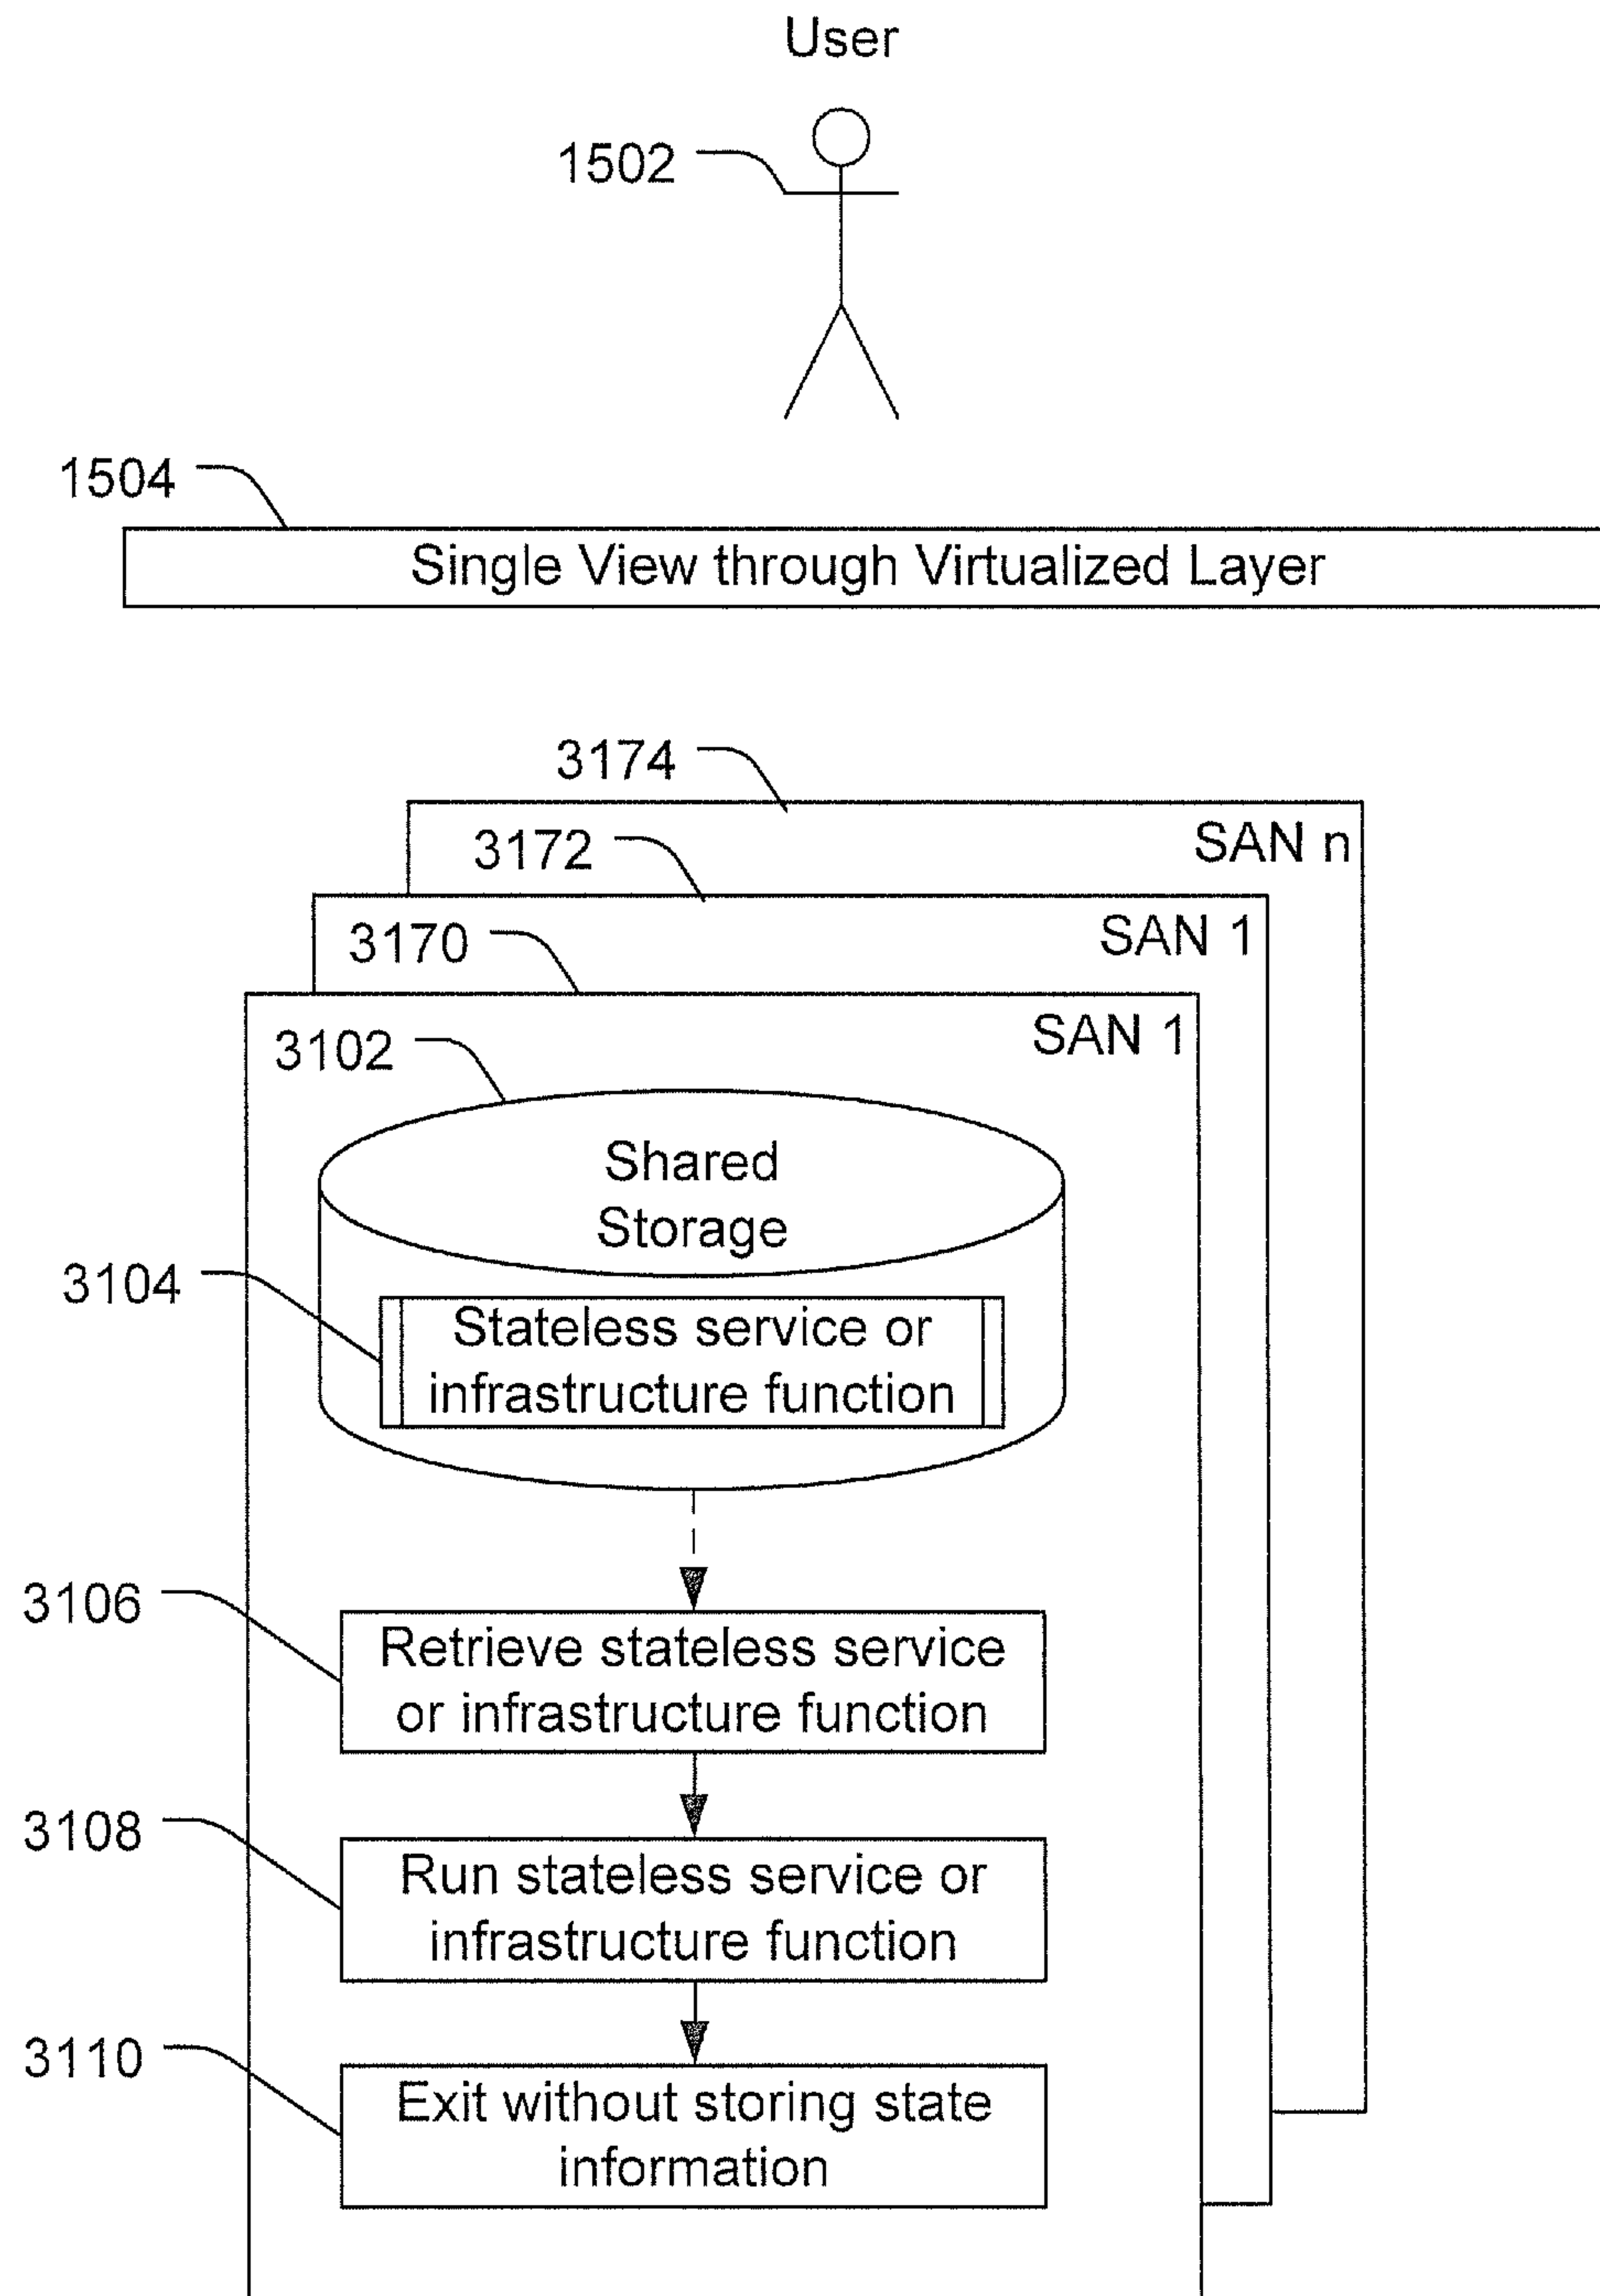 User
1502
1504
Single View through Virtualized Layer
3174
SAN n
3172
SAN 1
3170
SAN 1
3102
Shared
Storage
3104
Stateless service or
infrastructure function
3106
Retrieve stateless service
or infrastructure function
3108
Run stateless service or
infrastructure function
3110
Exit without storing state
information